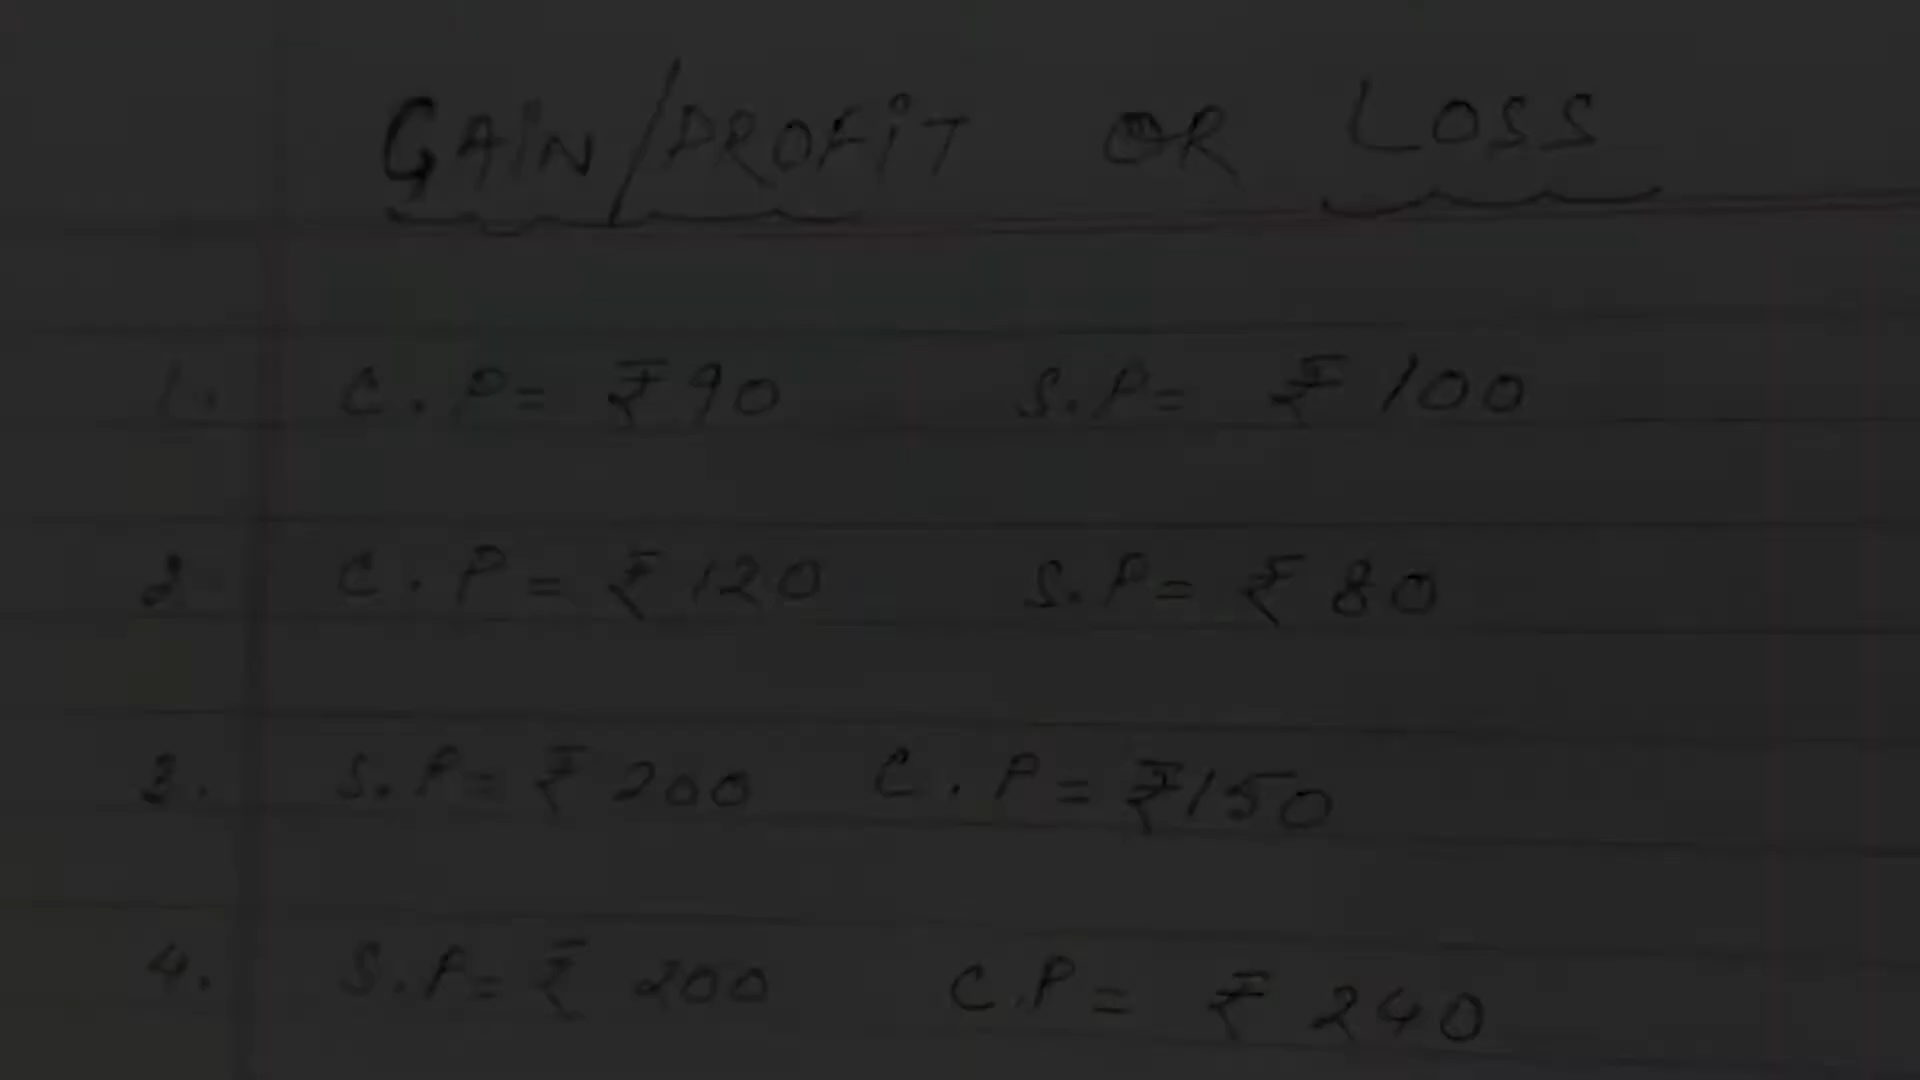 GAIN/PROFIT OR LOSS
1. C.P= ₹90 S.P= ₹100
2 C.P= ₹120 S.P= ₹80
3. S.P= ₹200 C.P= ₹150
4. S.P= ₹200 C.P= ₹240